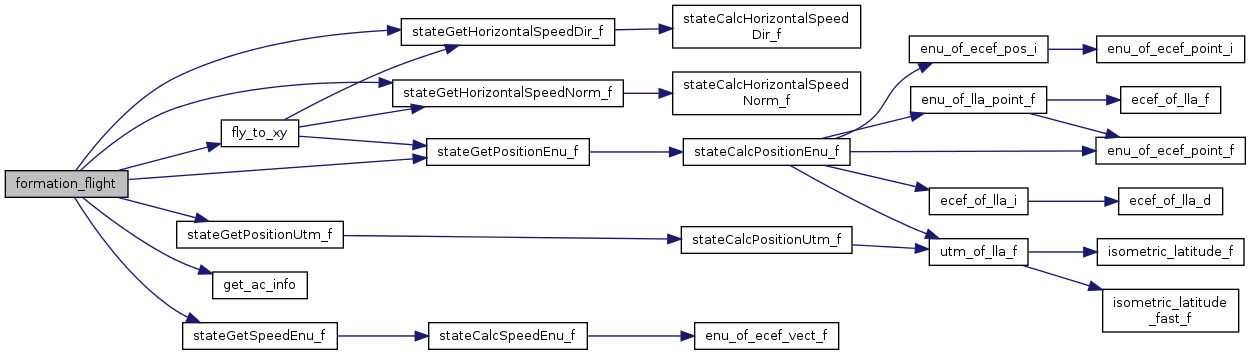 formation_flight
fly_to_xy
stateGetPositionUtm_f
get_ac_info
stateGetSpeedEnu_f
stateGetHorizontalSpeedDir_f
stateGetHorizontalSpeedNorm_f
stateGetPositionEnu_f
stateCalcSpeedEnu_f
stateCalcHorizontalSpeed
Dir_f
stateCalcHorizontalSpeed
Norm_f
stateCalcPositionEnu_f
stateCalcPositionUtm_f
enu_of_ecef_vect_f
enu_of_ecef_pos_i
enu_of_lla_point_f
ecef_of_lla_i
utm_of_lla_f
enu_of_ecef_point_i
ecef_of_lla_f
enu_of_ecef_point_f
ecef_of_lla_d
isometric_latitude_f
isometric_latitude
_fast_f